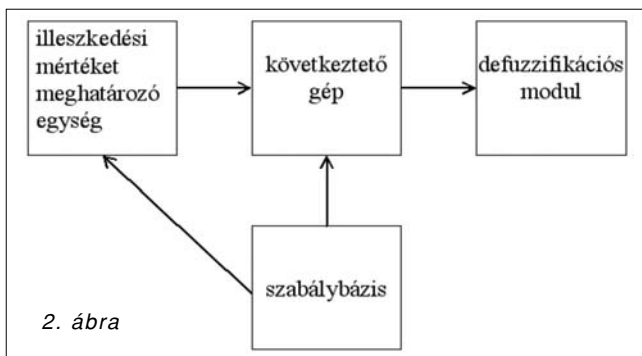 illeszkedési
mértéket
meghatározó
egység
következtető
gép
defuzzifikációs
modul
szabálybázis
2. ábra